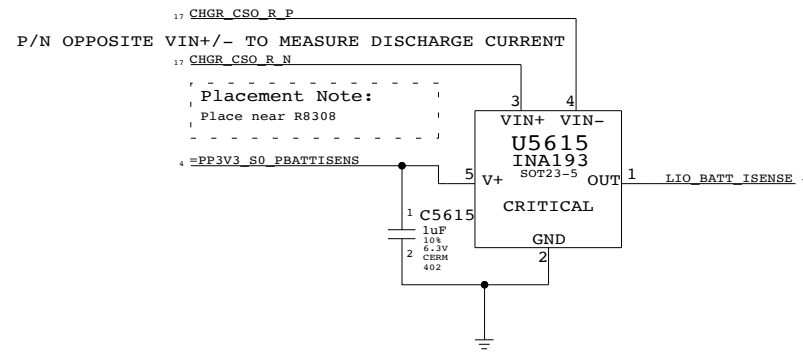 17 CHGR_CSO_R_P
P/N OPPOSITE VIN+/- TO MEASURE DISCHARGE CURRENT
17 CHGR_CSO_R_N
Placement Note:
Place near R8308
3 4
VIN+ VIN-
U5615
INA193
SOT23-5
4 =PP3V3_S0_PBATTISENS
5 V+ OUT 1 LIO_BATT_ISENSE
CRITICAL
1 C5615
1uF
10%
6.3V
2 CERM
402
GND
2